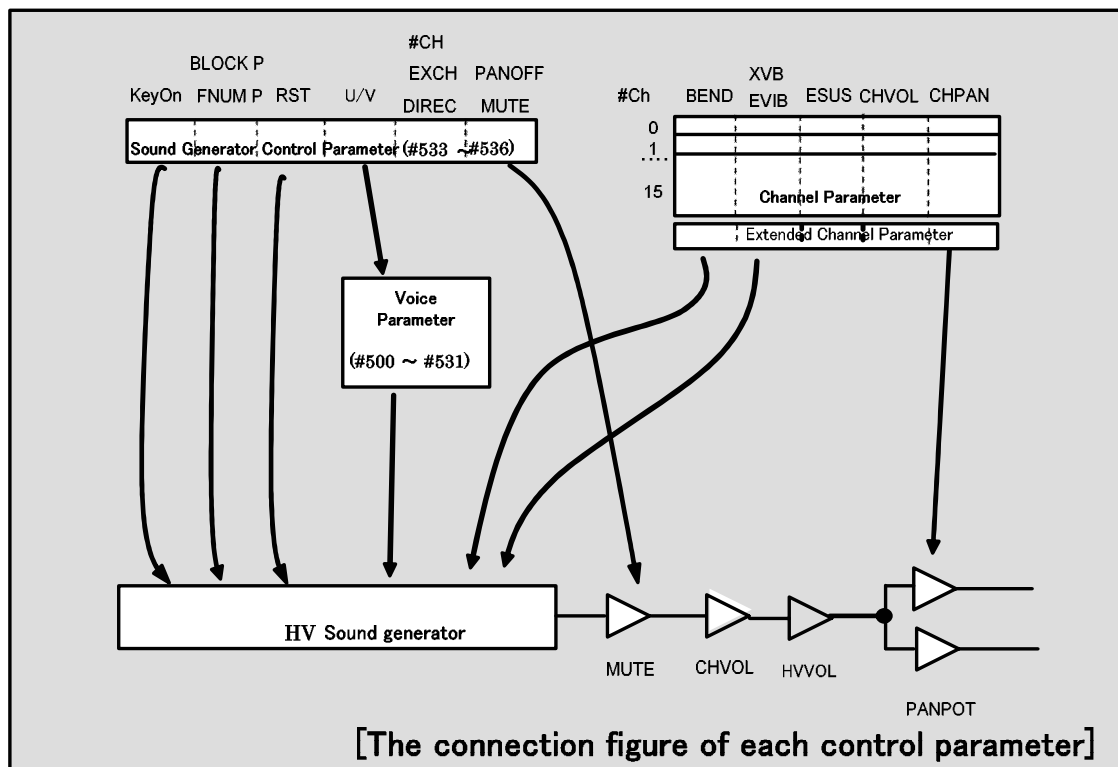 #CH
BLOCK P EXCH PANOFF
KeyOn FNUM P RST U/V DIREC MUTE
Sound Generator Control Parameter (#533 ~#536)
XVB
#Ch BEND EVIB ESUS CHVOL CHPAN
0
1
....
15
Channel Parameter
Extended Channel Parameter
Voice
Parameter
(#500 ~ #531)
HV Sound generator
MUTE CHVOL HVVOL
PANPOT
[The connection figure of each control parameter]